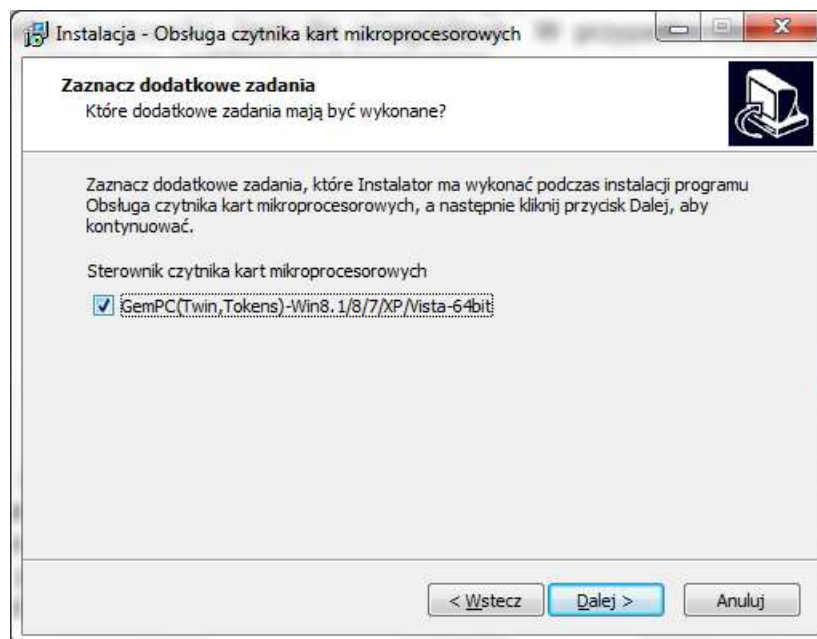 Instalacja - Obsługa czytnika kart mikroprocesorowych
Zaznacz dodatkowe zadania
Które dodatkowe zadania mają być wykonane?
Zaznacz dodatkowe zadania, które Instalator ma wykonać podczas instalacji programu
Obsługa czytnika kart mikroprocesorowych, a następnie kliknij przycisk Dalej, aby
kontynuować.
Sterownik czytnika kart mikroprocesorowych
GemPC(Twin,Tokens)-Win8.1/8/7/XP/Vista-64bit
< Wstecz
Dalej >
Anuluj